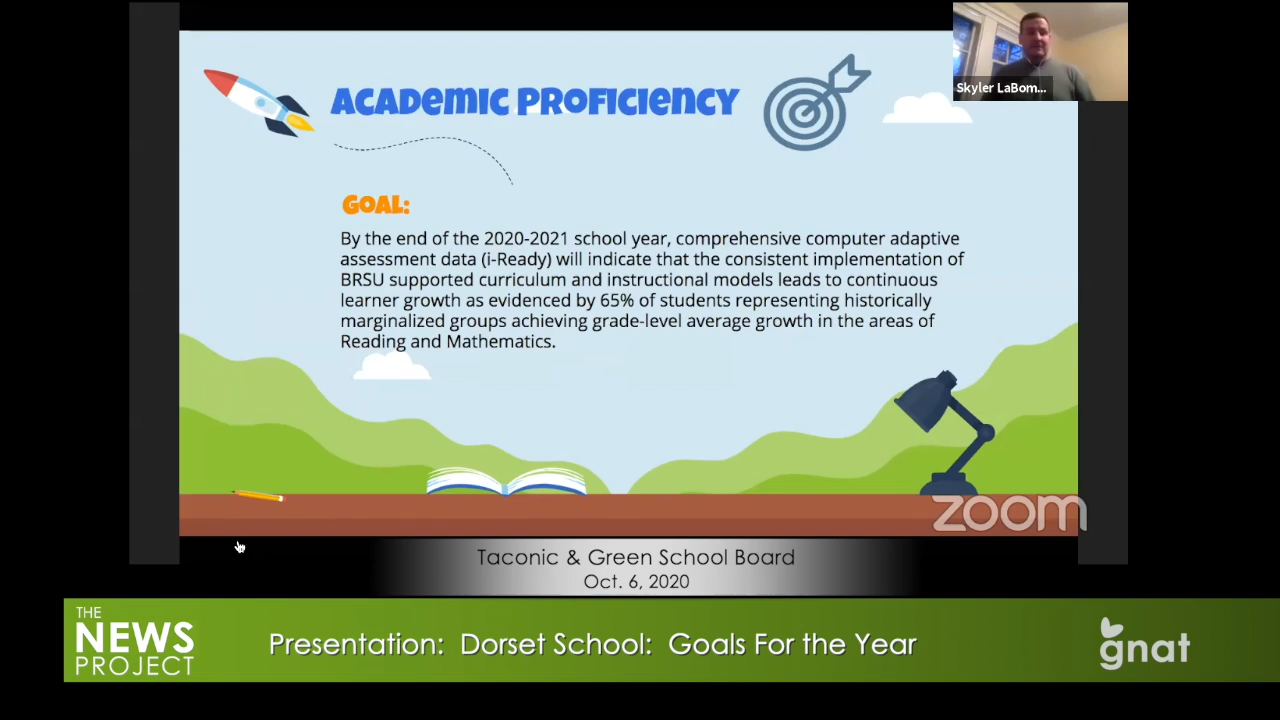 ACADEMIC PROFICIENCY
Skyler LaBom...
GOAL:
By the end of the 2020-2021 school year, comprehensive computer adaptive
assessment data (i-Ready) will indicate that the consistent implementation of
BRSU supported curriculum and instructional models leads to continuous
learner growth as evidenced by 65% of students representing historically
marginalized groups achieving grade-level average growth in the areas of
Reading and Mathematics.
zoom
Taconic & Green School Board
Oct. 6, 2020
THE
NEWS
PROJECT
Presentation: Dorset School: Goals For the Year
gnat